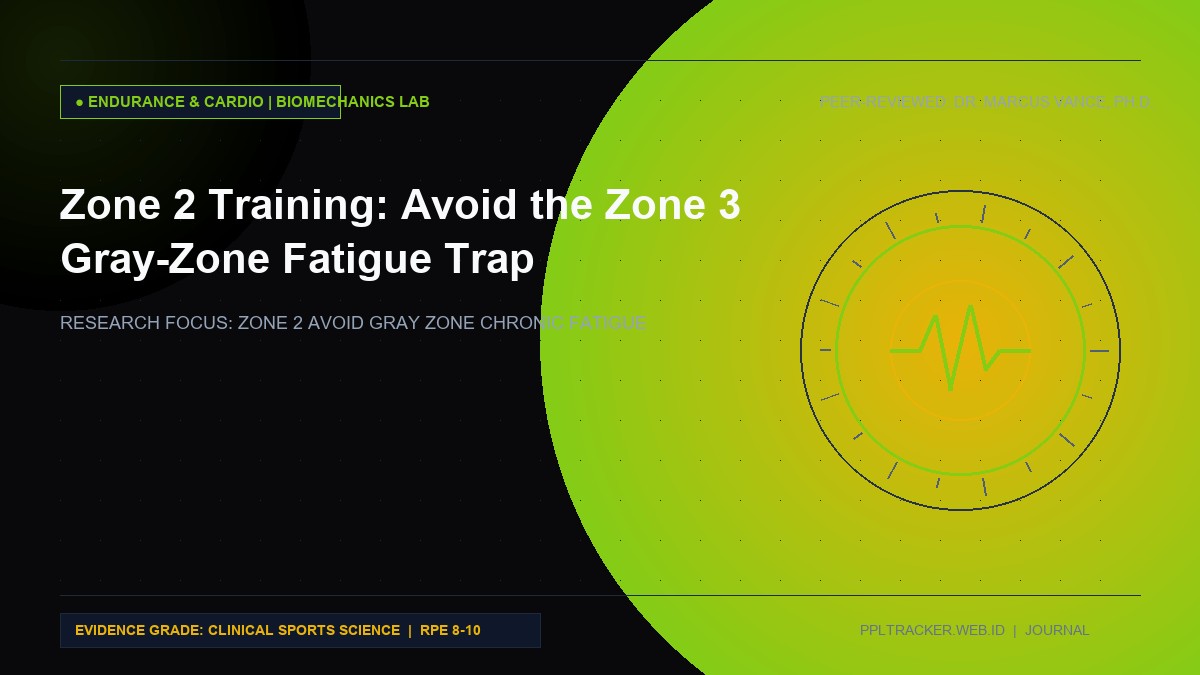 ● ENDURANCE & CARDIO | BIOMECHANICS LAB
PEER-REVIEWED: DR. MARCUS VANCE, PH.D
Zone 2 Training: Avoid the Zone 3
Gray-Zone Fatigue Trap
RESEARCH FOCUS: ZONE 2 AVOID GRAY ZONE CHRONIC FATIGUE
EVIDENCE GRADE: CLINICAL SPORTS SCIENCE | RPE 8-10
PPLTRACKER.WEB.ID | JOURNAL